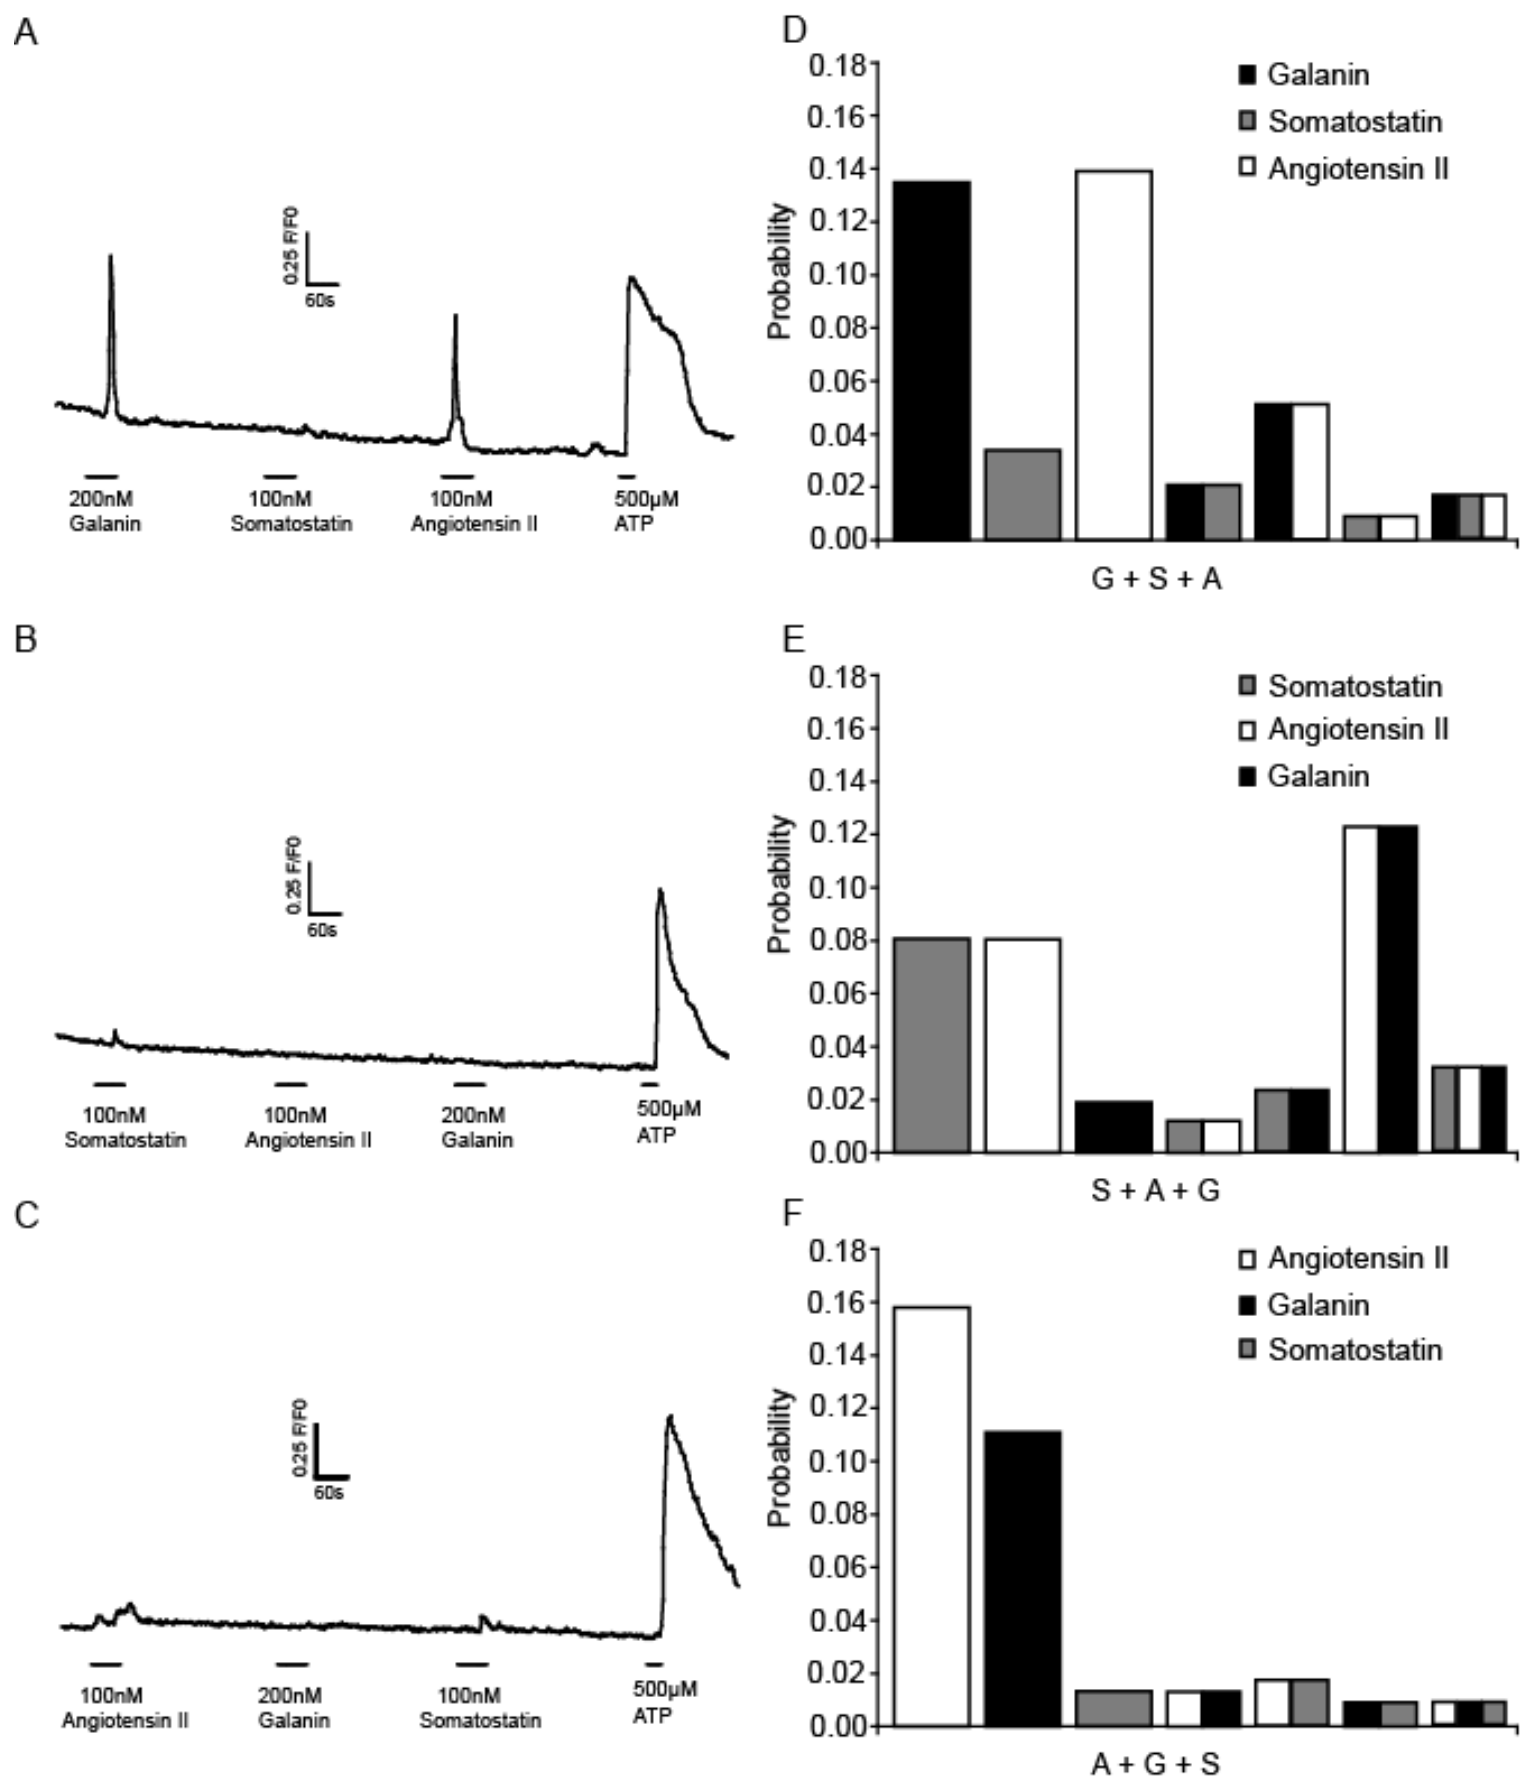 A
0.25 F/F0
60s
200nM
Galanin
100nM
Somatostatin
100nM
Angiotensin II
500µM
ATP
D
0.18
0.16
0.14
0.12
0.10
0.08
0.06
0.04
0.02
0.00
Probability
Galanin
Somatostatin
Angiotensin II
G + S + A
B
0.25 F/F0
60s
100nM
Somatostatin
100nM
Angiotensin II
200nM
Galanin
500µM
ATP
E
0.18
0.16
0.14
0.12
0.10
0.08
0.06
0.04
0.02
0.00
Probability
Somatostatin
Angiotensin II
Galanin
S + A + G
C
0.25 F/F0
60s
100nM
Angiotensin II
200nM
Galanin
100nM
Somatostatin
500µM
ATP
F
0.18
0.16
0.14
0.12
0.10
0.08
0.06
0.04
0.02
0.00
Probability
Angiotensin II
Galanin
Somatostatin
A + G + S